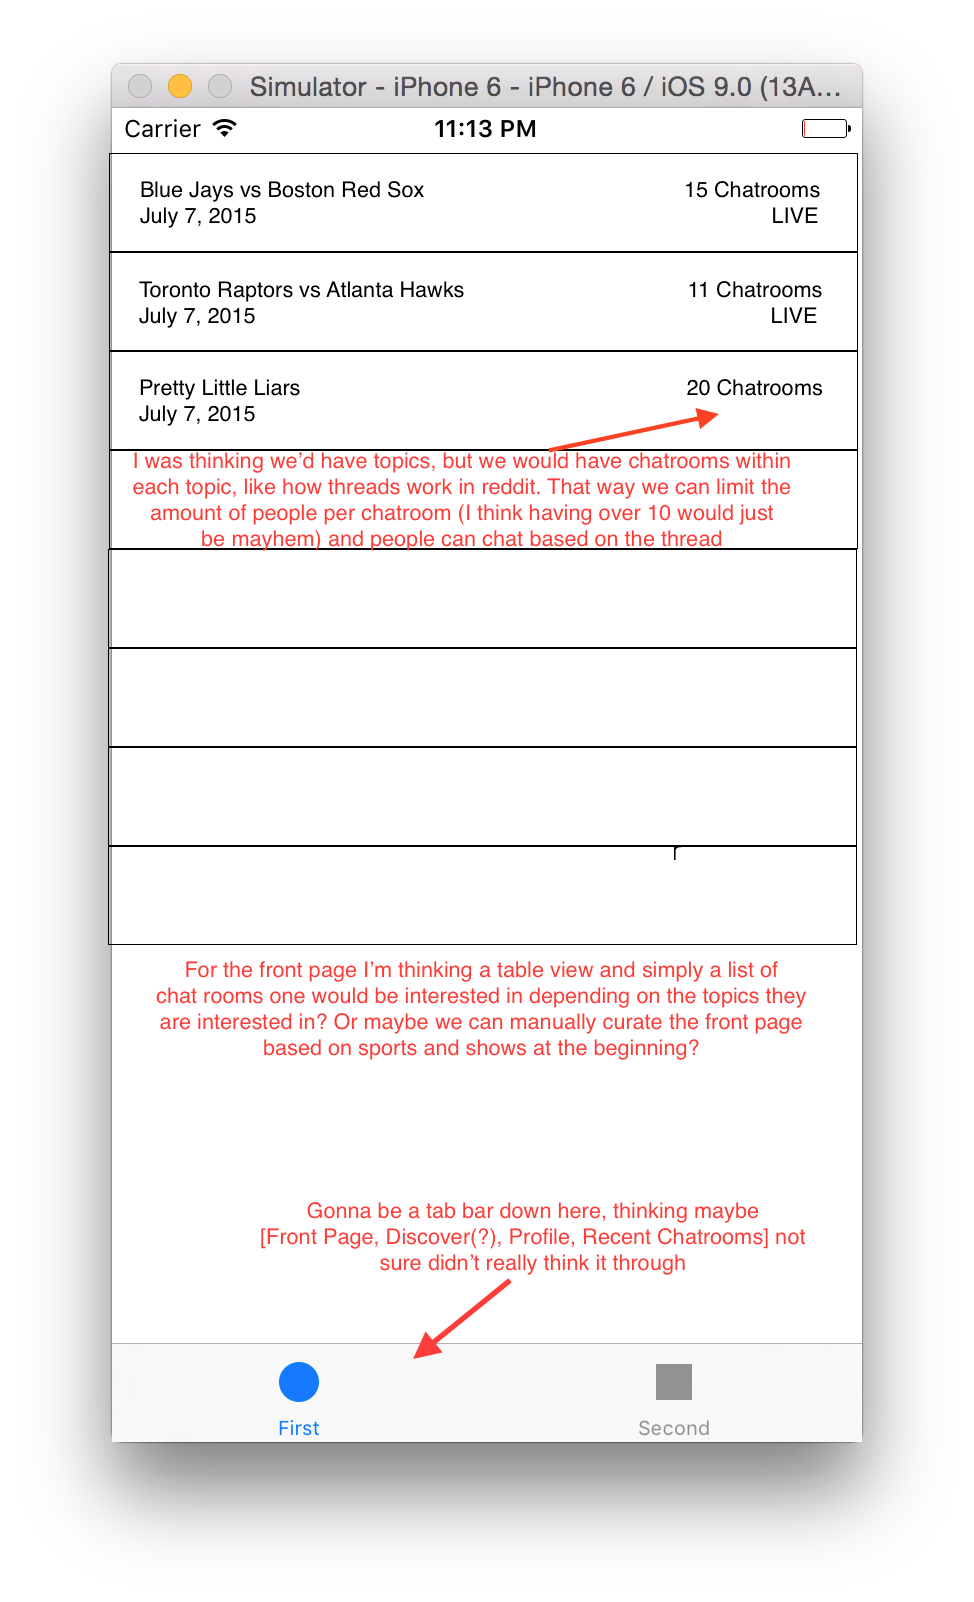 Simulator - iPhone 6 - iPhone 6 / iOS 9.0 (13A...
Carrier 11:13 PM
Blue Jays vs Boston Red Sox 15 Chatrooms
July 7, 2015 LIVE
Toronto Raptors vs Atlanta Hawks 11 Chatrooms
July 7, 2015 LIVE
Pretty Little Liars 20 Chatrooms
July 7, 2015
I was thinking we’d have topics, but we would have chatrooms within
each topic, like how threads work in reddit. That way we can limit the
amount of people per chatroom (I think having over 10 would just
be mayhem) and people can chat based on the thread
r
For the front page I’m thinking a table view and simply a list of
chat rooms one would be interested in depending on the topics they
are interested in? Or maybe we can manually curate the front page
based on sports and shows at the beginning?
Gonna be a tab bar down here, thinking maybe
[Front Page, Discover(?), Profile, Recent Chatrooms] not
sure didn’t really think it through
First Second